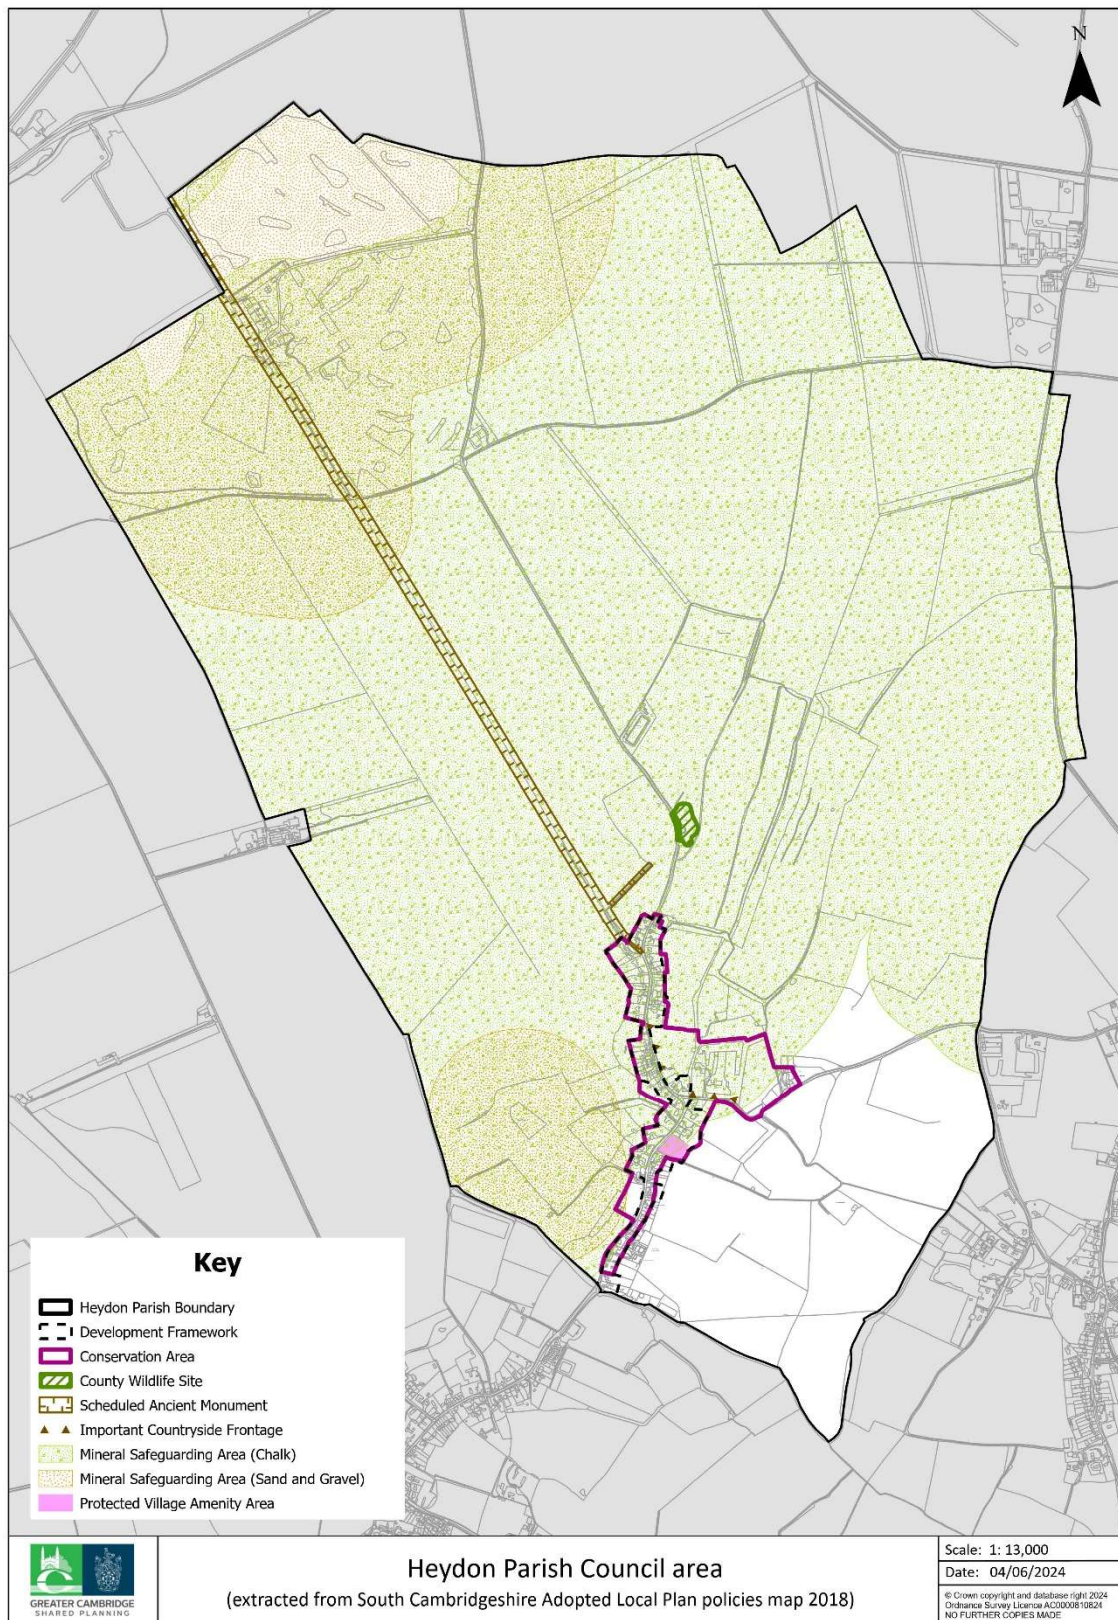 N
Key
Heydon Parish Boundary
Development Framework
Conservation Area
County Wildlife Site
Scheduled Ancient Monument
Important Countryside Frontage
Mineral Safeguarding Area (Chalk)
Mineral Safeguarding Area (Sand and Gravel)
Protected Village Amenity Area
GREATER CAMBRIDGE
SHARED PLANNING
Heydon Parish Council area
(extracted from South Cambridgeshire Adopted Local Plan policies map 2018)
Scale: 1: 13,000
Date: 04/06/2024
© Crown copyright and database right 2024
Ordnance Survey Licence AC0000810824
NO FURTHER COPIES MADE